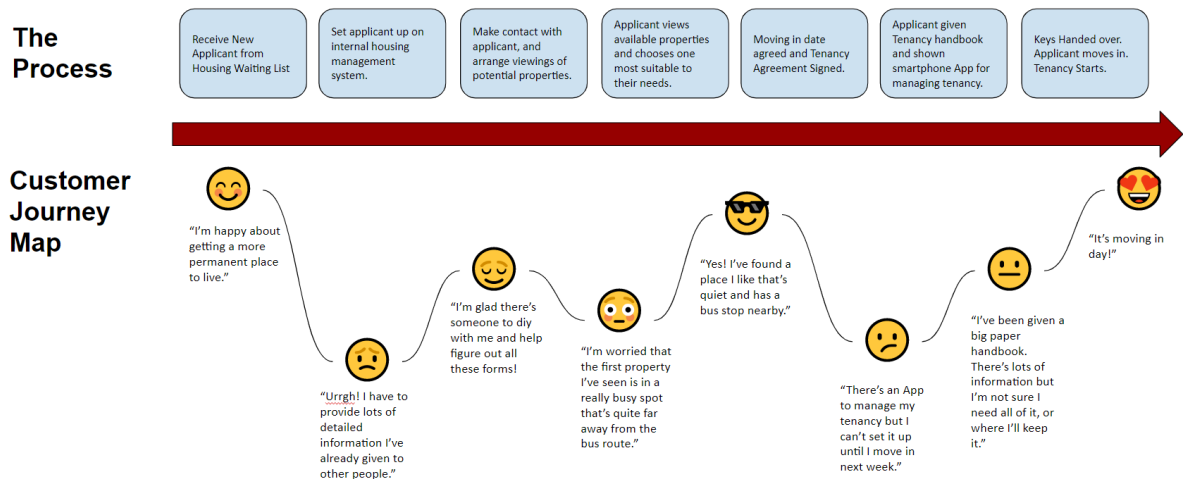 The
Process
Receive New
Applicant from
Housing Waiting List
Set applicant up on
internal housing
management
system.
Make contact with
applicant, and
arrange viewings of
potential properties.
Applicant views
available properties
and chooses one
most suitable to
their needs.
Moving in date
agreed and Tenancy
Agreement Signed.
Applicant given
Tenancy handbook
and shown
smartphone App for
managing tenancy.
Keys Handed over.
Applicant moves in.
Tenancy Starts.
Customer
Journey
Map
“I’m happy about
getting a more
permanent place
to live.”
“Urrgh! I have to
provide lots of
detailed
information I’ve
already given to
other people.”
“I’m glad there’s
someone to diy
with me and help
figure out all
these forms!
“I’m worried that
the first property
I’ve seen is in a
really busy spot
that’s quite far
away from the
bus route.”
“Yes! I’ve found a
place I like that’s
quiet and has a
bus stop nearby.”
“There’s an App
to manage my
tenancy but I
can’t set it up
until I move in
next week.”
“I’ve been given a
big paper
handbook.
There’s lots of
information but
I’m not sure I
need all of it, or
where I’ll keep
it.”
“It’s moving in
day!”